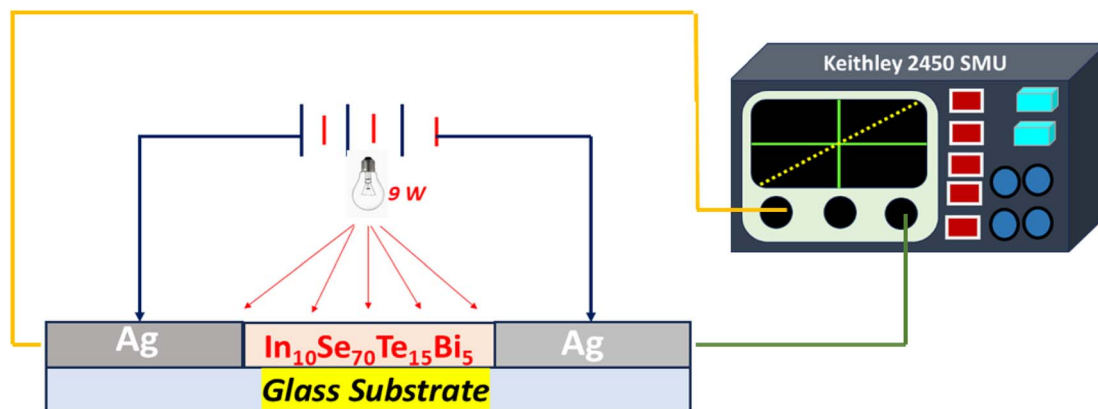 Keithley 2450 SMU
9 W
Ag
In₁₀Se₇₀Te₁₅Bi₅
Ag
Glass Substrate